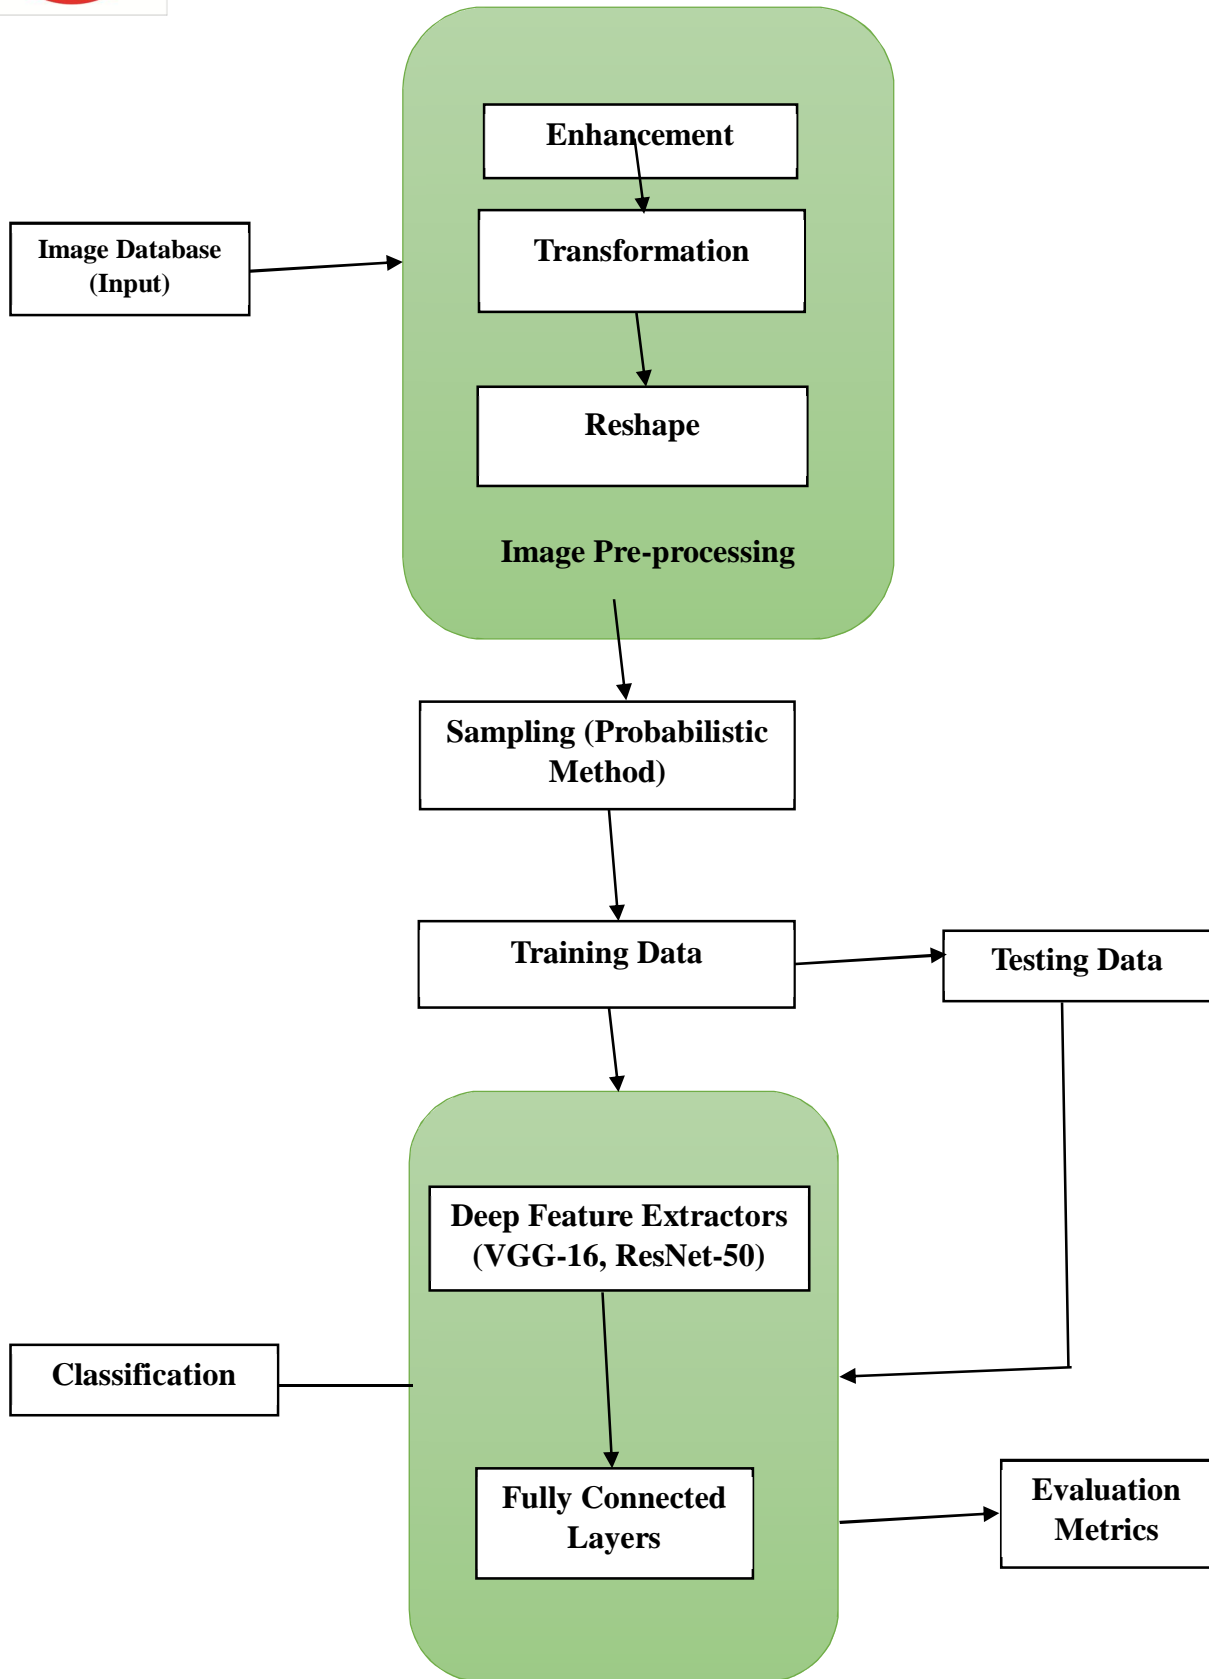 Enhancement
Image Database
(Input)
Transformation
Reshape
Image Pre-processing
Sampling (Probabilistic
Method)
Training Data
Testing Data
Deep Feature Extractors
(VGG-16, ResNet-50)
Classification
Fully Connected
Layers
Evaluation
Metrics